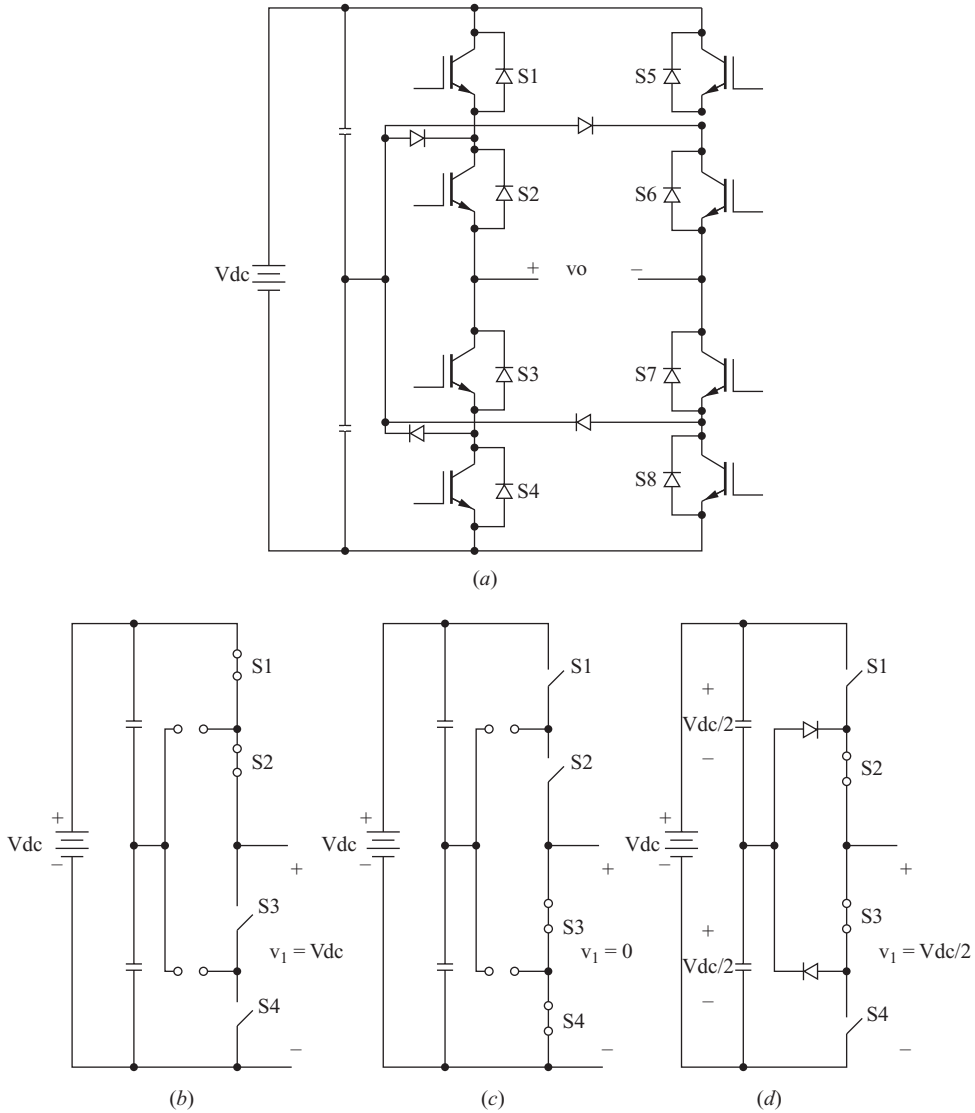 S1
S5
S2
S6
Vdc
+ vo −
S3
S7
S4
S8
(a)
S1
S2
+
Vdc
−
+
S3
v1 = Vdc
S4
−
(b)
S1
S2
+
Vdc
−
+
S3
v1 = 0
S4
−
(c)
S1
+
Vdc/2
−
S2
+
Vdc
−
+
S3
+
Vdc/2
−
v1 = Vdc/2
S4
−
(d)